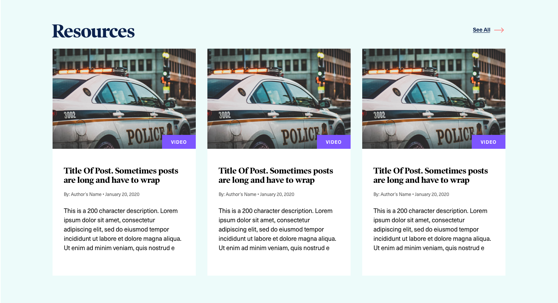 Resources
See All
3002
POLICE
VIDEO
Title Of Post. Sometimes posts
are long and have to wrap
By: Author's Name • January 20, 2020
This is a 200 character description. Lorem
ipsum dolor sit amet, consectetur
adipiscing elit, sed do eiusmod tempor
incididunt ut labore et dolore magna aliqua.
Ut enim ad minim veniam, quis nostrud e
3002
POLICE
VIDEO
Title Of Post. Sometimes posts
are long and have to wrap
By: Author's Name • January 20, 2020
This is a 200 character description. Lorem
ipsum dolor sit amet, consectetur
adipiscing elit, sed do eiusmod tempor
incididunt ut labore et dolore magna aliqua.
Ut enim ad minim veniam, quis nostrud e
3002
POLICE
VIDEO
Title Of Post. Sometimes posts
are long and have to wrap
By: Author's Name • January 20, 2020
This is a 200 character description. Lorem
ipsum dolor sit amet, consectetur
adipiscing elit, sed do eiusmod tempor
incididunt ut labore et dolore magna aliqua.
Ut enim ad minim veniam, quis nostrud e